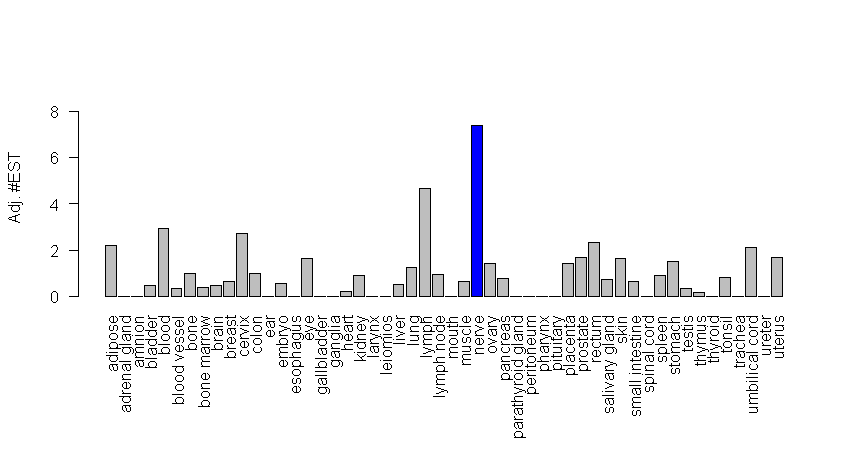 Adj. #EST
8
6
4
2
0
adipose
adrenal gland
amnion
bladder
blood
blood vessel
bone
bone marrow
brain
breast
cervix
colon
ear
embryo
esophagus
eye
gallbladder
ganglia
heart
kidney
larynx
leiomios
liver
lung
lymph
lymph node
mouth
muscle
nerve
ovary
pancreas
parathyroid gland
peritoneum
pharynx
pituitary
placenta
prostate
rectum
salivary gland
skin
small intestine
spinal cord
spleen
stomach
testis
thymus
thyroid
tonsil
trachea
umbilical cord
ureter
uterus